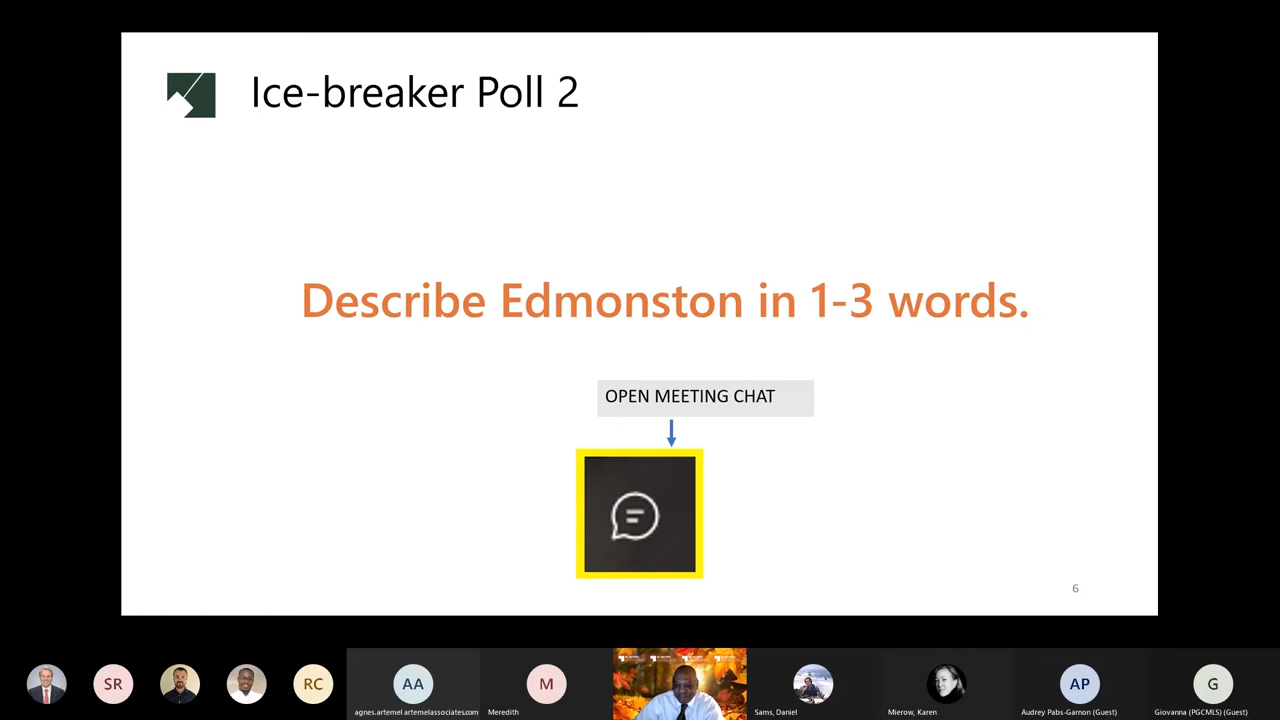 Ice-breaker Poll 2
Describe Edmonston in 1-3 words.
OPEN MEETING CHAT
6
SR
RC
AA
M
AP
G
agnes.artemel artemelassociates.com
Meredith
Sams, Daniel
Mierow, Karen
Audrey Pabs-Garnon (Guest)
Giovanna (PGCMLS) (Guest)